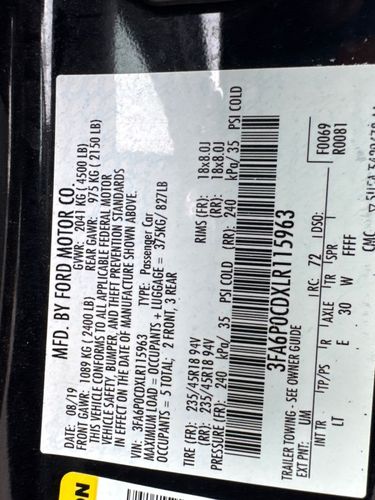 MFD. BY FORD MOTOR CO.
DATE: 08/19 GVWR: 2041 KG ( 4500 LB)
FRONT GAWR: 1089 KG (2400 LB) REAR GAWR: 975 KG ( 2150 LB)
THIS VEHICLE CONFORMS TO ALL APPLICABLE FEDERAL MOTOR
VEHICLE SAFETY, BUMPER, AND THEFT PREVENTION STANDARDS
IN EFFECT ON THE DATE OF MANUFACTURE SHOWN ABOVE.
VIN: 3FA6P0CDXLR115963 TYPE: Passenger Car
MAXIMUM LOAD = OCCUPANTS + LUGGAGE = 375KG/ 827LB
OCCUPANTS = 5 TOTAL: 2 FRONT, 3 REAR
TIRE (FR): 235/45R18 94V RIMS (FR): 18x8.0J
(RR): 235/45R18 94V (RR): 18x8.0J
PRESSURE (FR): 240 kPa/ 35 PSI COLD (RR): 240 kPa/ 35 PSI COLD
3FA6P0CDXLR115963
TRAILER TOWING - SEE OWNER GUIDE
EXT PNT: UM RC: 72 DSO: F0069
R0081
INT TR TP/PS R AXLE TR SPR
LT E 30 W FFFF
CMC